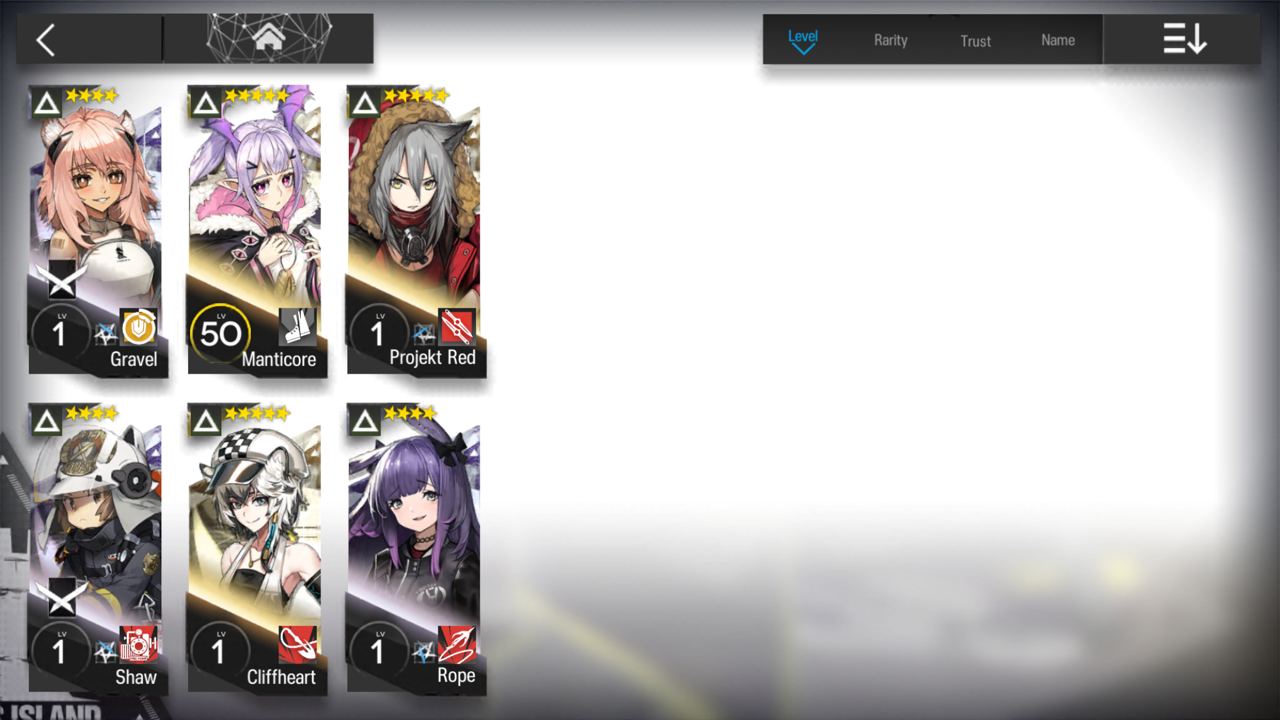 Level
Rarity
Trust
Name
LV
1
Gravel
LV
50
Manticore
LV
1
Projekt Red
LV
1
Shaw
LV
1
Cliffheart
LV
1
Rope
ISLAND